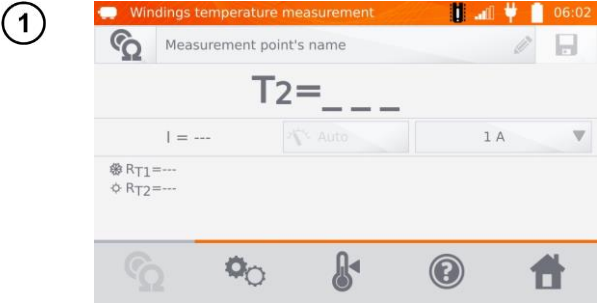 1
Windings temperature measurement 06:02
Measurement point's name
T2=_ _ _
I = --- Auto 1 A
RT1=---
RT2=---